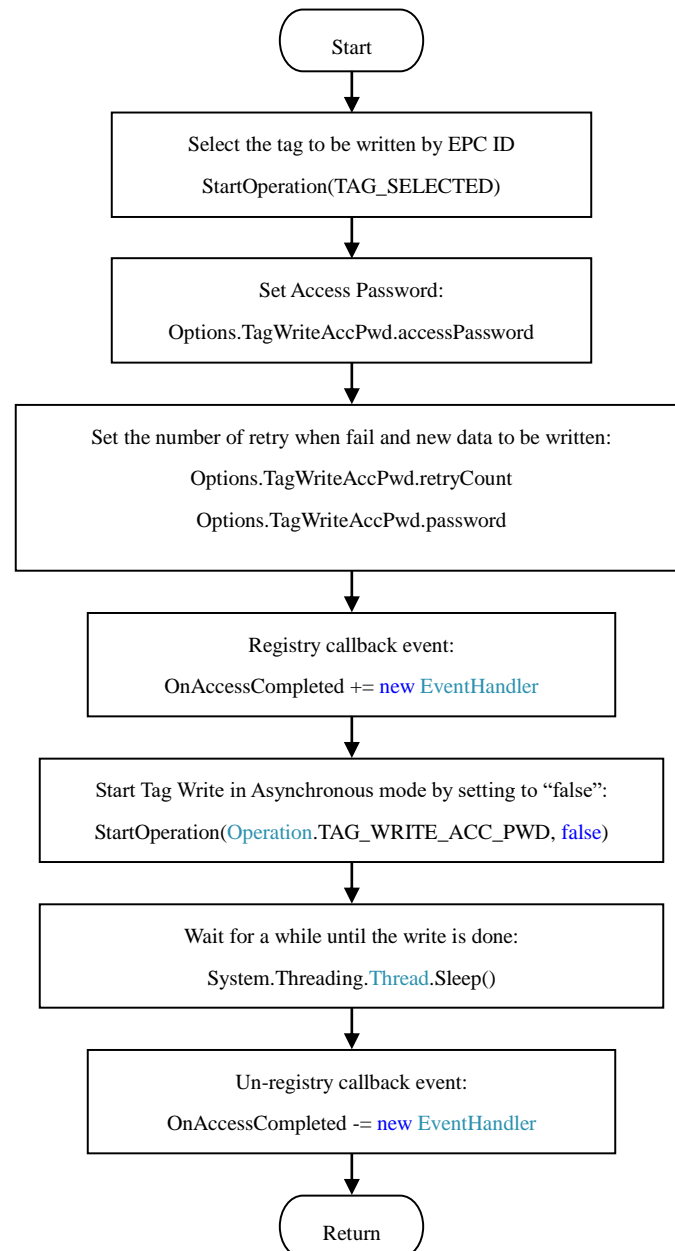 Start
Select the tag to be written by EPC ID
StartOperation(TAG_SELECTED)
Set Access Password:
Options.TagWriteAccPwd.accessPassword
Set the number of retry when fail and new data to be written:
Options.TagWriteAccPwd.retryCount
Options.TagWriteAccPwd.password
Registry callback event:
OnAccessCompleted += new EventHandler
Start Tag Write in Asynchronous mode by setting to “false”:
StartOperation(Operation.TAG_WRITE_ACC_PWD, false)
Wait for a while until the write is done:
System.Threading.Thread.Sleep()
Un-registry callback event:
OnAccessCompleted -= new EventHandler
Return